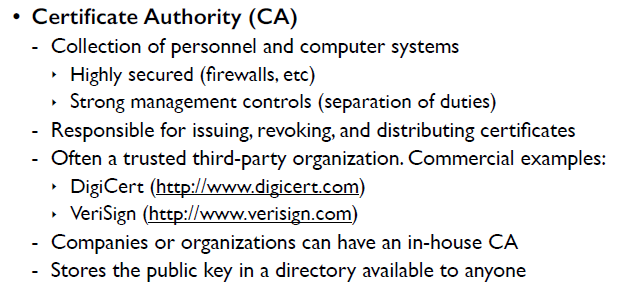 • Certificate Authority (CA)
- Collection of personnel and computer systems
‣ Highly secured (firewalls, etc)
‣ Strong management controls (separation of duties)
- Responsible for issuing, revoking, and distributing certificates
- Often a trusted third-party organization. Commercial examples:
‣ DigiCert (http://www.digicert.com)
‣ VeriSign (http://www.verisign.com)
- Companies or organizations can have an in-house CA
- Stores the public key in a directory available to anyone